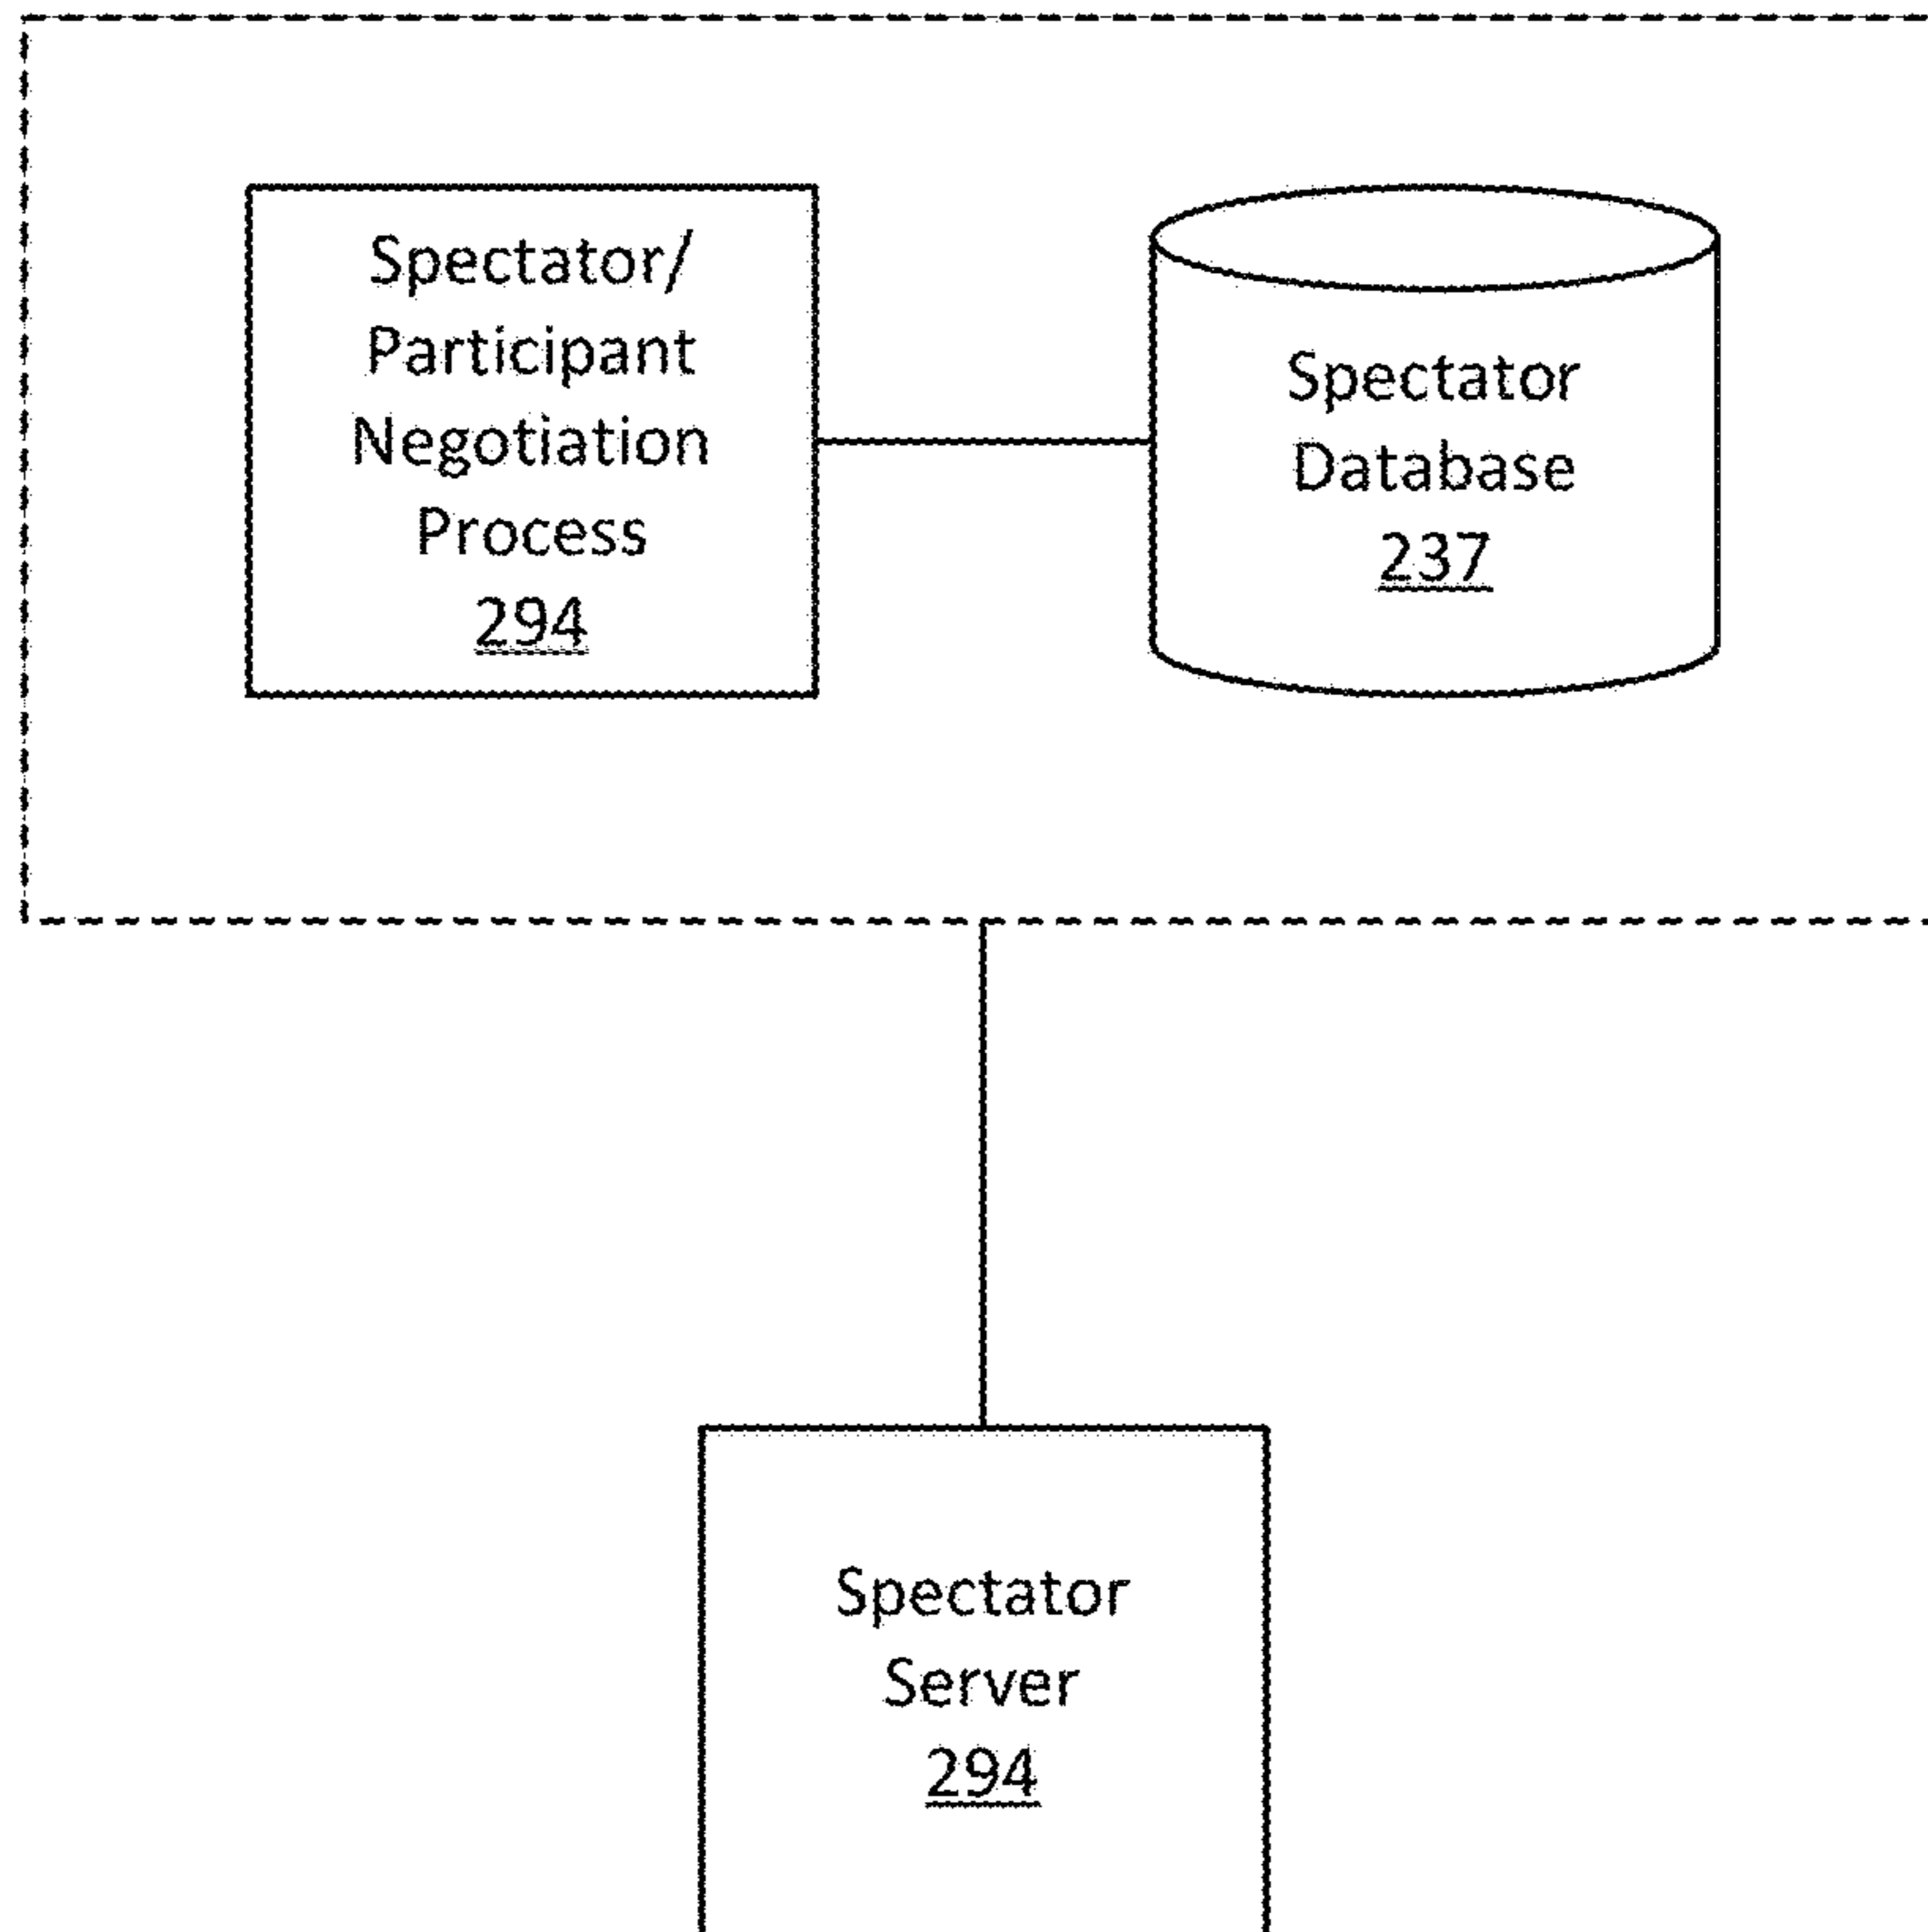 Spectator/
Participant
Negotiation
Process
294
Spectator
Database
237
Spectator
Server
294